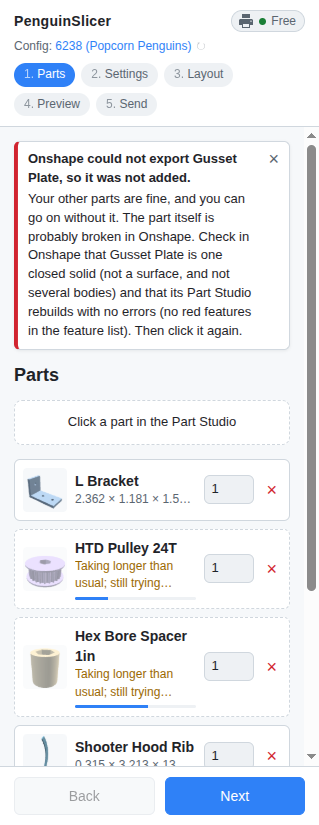 PenguinSlicer
Free
Config: 6238 (Popcorn Penguins)
1. Parts
2. Settings
3. Layout
4. Preview
5. Send
Onshape could not export Gusset
Plate, so it was not added.
×
Your other parts are fine, and you can
go on without it. The part itself is
probably broken in Onshape. Check in
Onshape that Gusset Plate is one
closed solid (not a surface, and not
several bodies) and that its Part Studio
rebuilds with no errors (no red features
in the feature list). Then click it again.
Parts
Click a part in the Part Studio
L Bracket
2.362 × 1.181 × 1.5…
1
×
HTD Pulley 24T
Taking longer than
usual; still trying…
1
×
Hex Bore Spacer
1in
Taking longer than
usual; still trying…
1
×
Shooter Hood Rib
0.315 × 3.213 × 13…
1
×
Back
Next